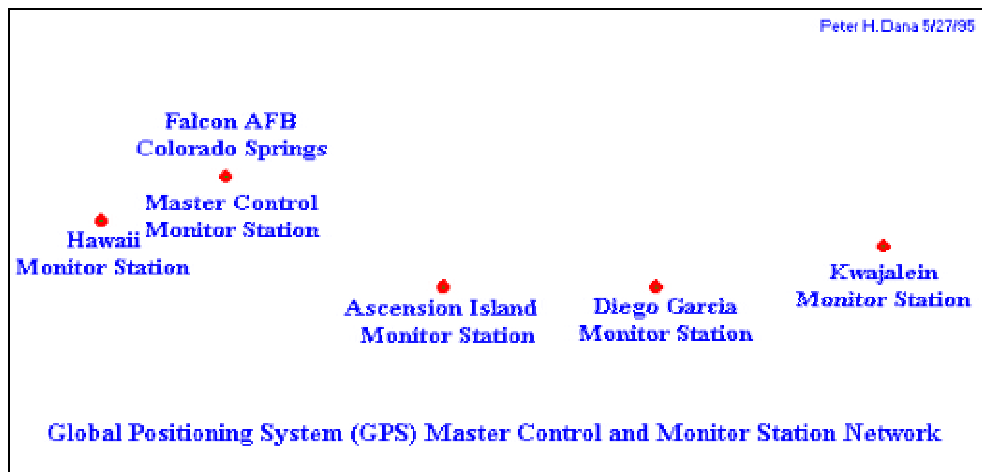 Peter H. Dana 5/27/95
Falcon AFB
Colorado Springs
Master Control
Monitor Station
Hawaii
Monitor Station
Ascension Island
Monitor Station
Diego Garcia
Monitor Station
Kwajalein
Monitor Station
Global Positioning System (GPS) Master Control and Monitor Station Network